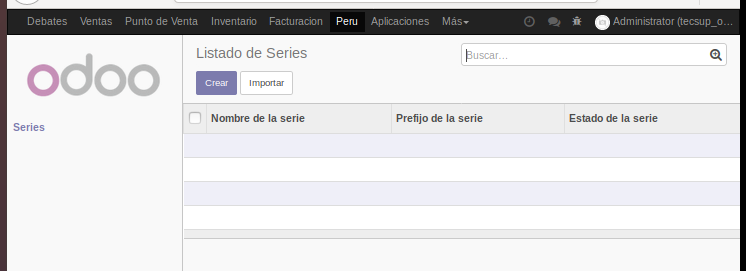 Debates Ventas Punto de Venta Inventario Facturacion Peru Aplicaciones Más Administrator (tecsup_o...
odoo
Listado de Series
Buscar...
Crear Importar
Series
Nombre de la serie Prefijo de la serie Estado de la serie